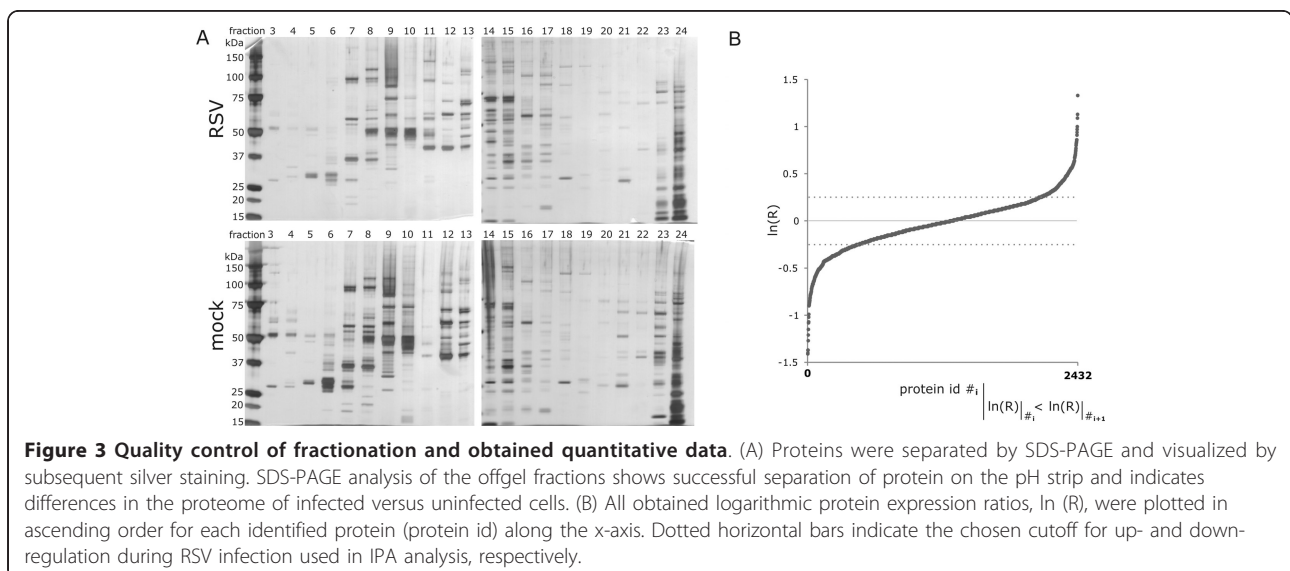 A
fraction 3 4 5 6 7 8 9 10 11 12 13 14 15 16 17 18 19 20 21 22 23 24
kDa
150
100
75
50
37
25
20
15
RSV
fraction 3 4 5 6 7 8 9 10 11 12 13 14 15 16 17 18 19 20 21 22 23 24
kDa
150
100
75
50
37
25
20
15
mock
B
1.5
1
0.5
0
-0.5
-1
-1.5
ln(R)
0 2432
protein id #i | ln(R)|#i < ln(R)|#i+1
Figure 3 Quality control of fractionation and obtained quantitative data. (A) Proteins were separated by SDS-PAGE and visualized by
subsequent silver staining. SDS-PAGE analysis of the offgel fractions shows successful separation of protein on the pH strip and indicates
differences in the proteome of infected versus uninfected cells. (B) All obtained logarithmic protein expression ratios, ln (R), were plotted in
ascending order for each identified protein (protein id) along the x-axis. Dotted horizontal bars indicate the chosen cutoff for up- and down-
regulation during RSV infection used in IPA analysis, respectively.